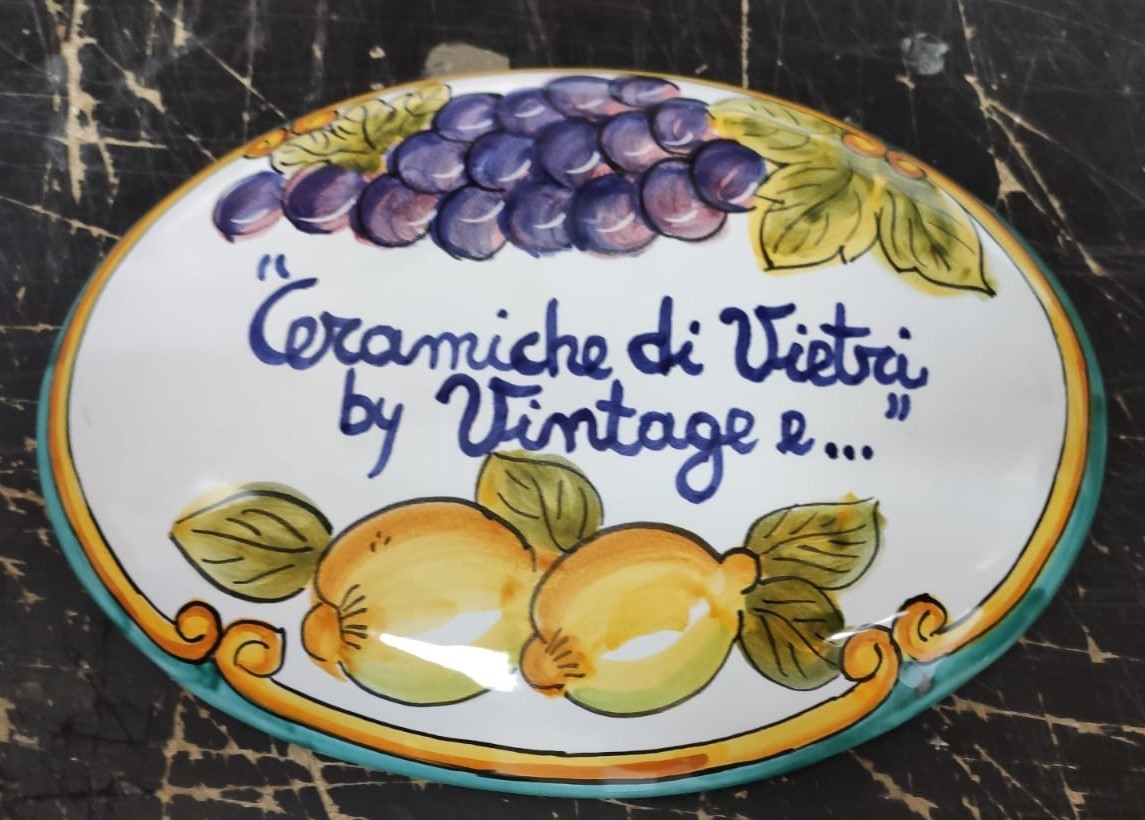 "Ceramiche di Vietri
by Vintage e..."